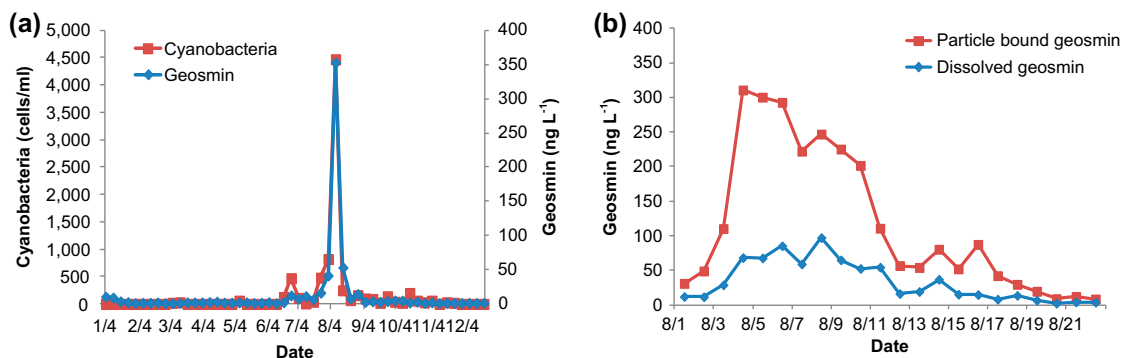 (a)
Cyanobacteria (cells/ml)
5,000
4,500
4,000
3,500
3,000
2,500
2,000
1,500
1,000
500
0
Cyanobacteria
Geosmin
400
350
300
250
200
150
100
50
0
Geosmin (ng L-1)
1/4 2/4 3/4 4/4 5/4 6/4 7/4 8/4 9/4 10/4 11/4 12/4
Date
(b)
Geosmin (ng L-1)
400
350
300
250
200
150
100
50
0
Particle bound geosmin
Dissolved geosmin
8/1 8/3 8/5 8/7 8/9 8/11 8/13 8/15 8/17 8/19 8/21
Date